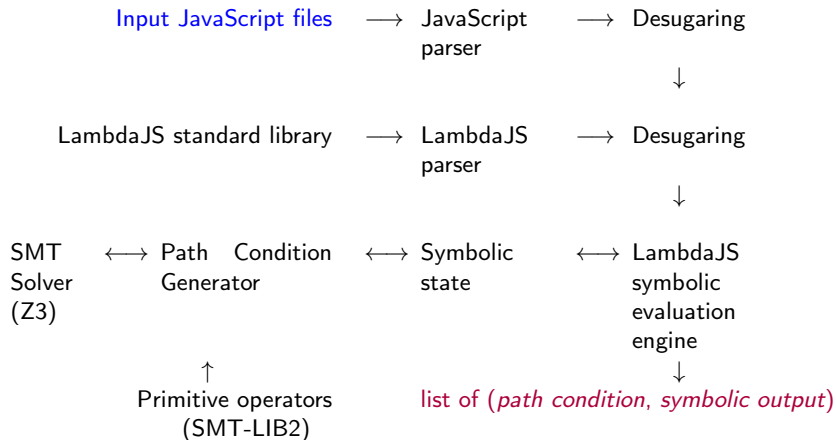 Input JavaScript files ⟶ JavaScript ⟶ Desugaring
parser
↓
LambdaJS standard library ⟶ LambdaJS ⟶ Desugaring
parser
↓
SMT ⟷ Path Condition ⟷ Symbolic ⟷ LambdaJS
Solver Generator state symbolic
(Z3) evaluation
engine
↑ ↓
Primitive operators list of (path condition, symbolic output)
(SMT-LIB2)